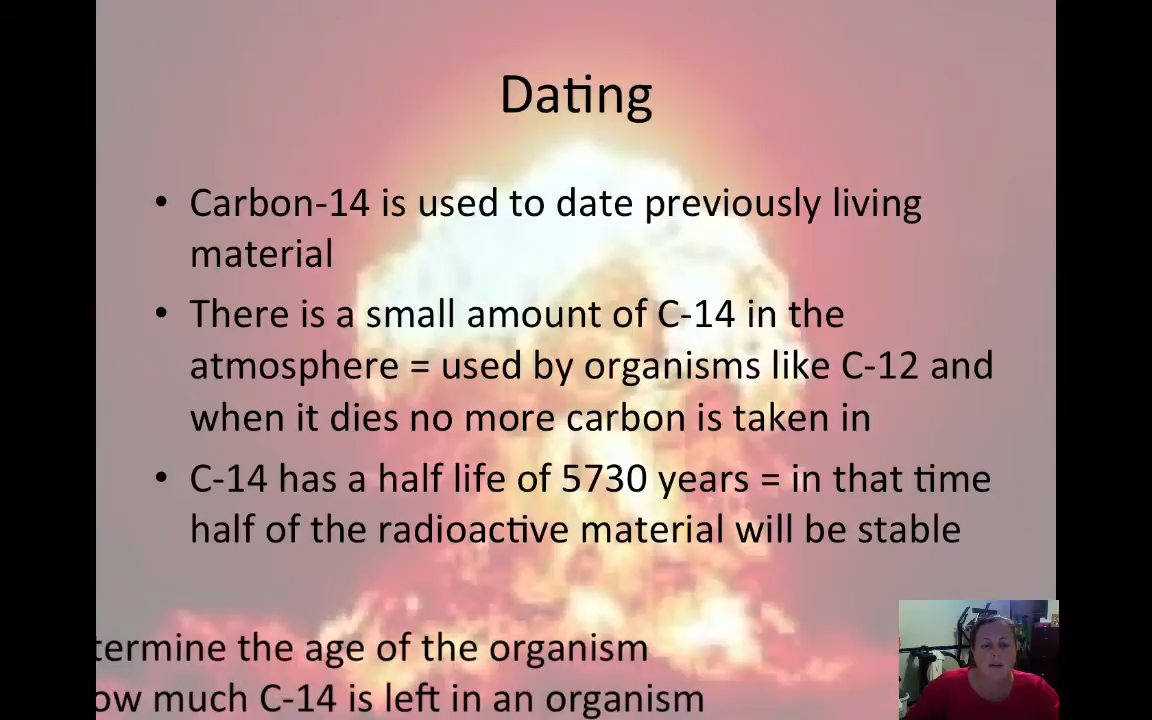 Dating
• Carbon-14 is used to date previously living
material
• There is a small amount of C-14 in the
atmosphere = used by organisms like C-12 and
when it dies no more carbon is taken in
• C-14 has a half life of 5730 years = in that time
half of the radioactive material will be stable
termine the age of the organism
ow much C-14 is left in an organism